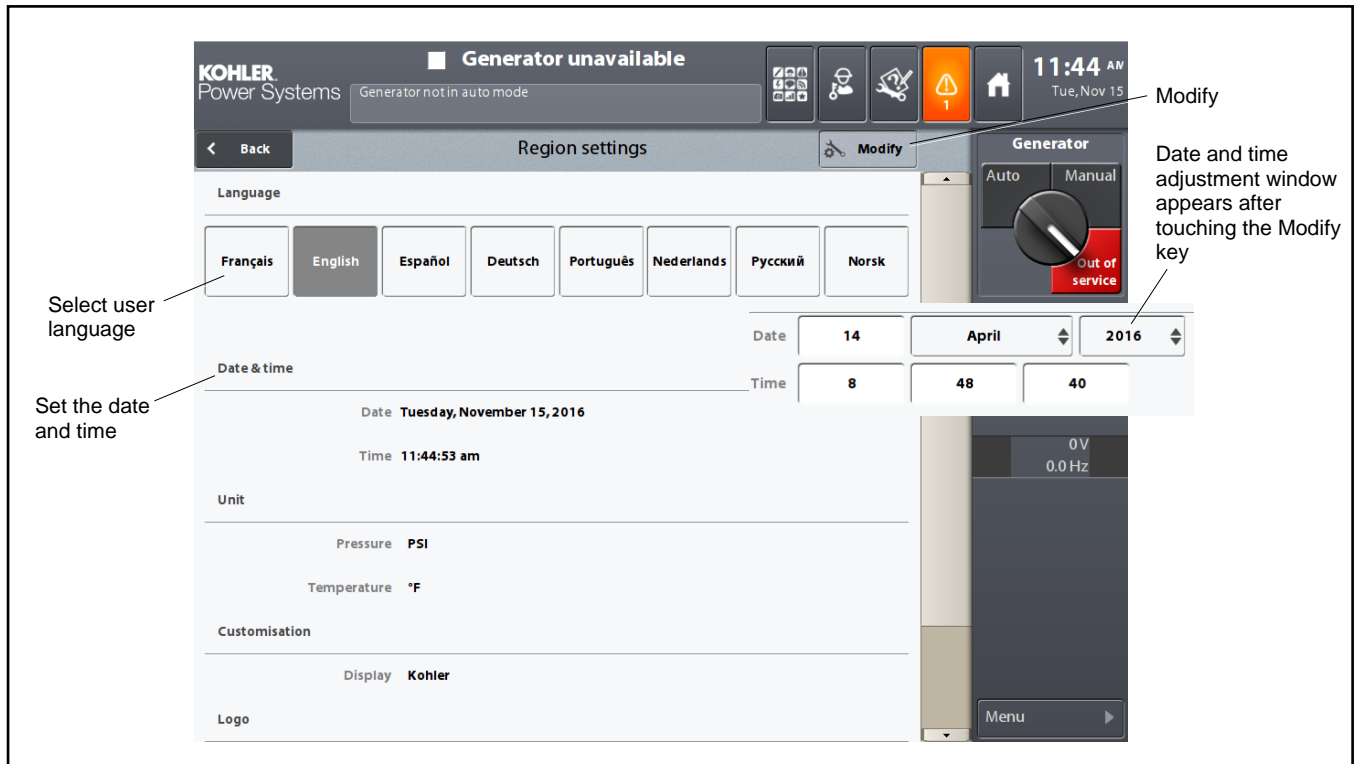 KOHLER.
Power Systems
Generator unavailable
Generator not in auto mode
1
11:44 AM
Tue, Nov 15
Modify
Back
Region settings
Modify
Generator
Auto
Manual
Out of
service
Date and time
adjustment window
appears after
touching the Modify
key
Language
Français English Español Deutsch Português Nederlands Русский Norsk
Select user
language
Date 14 April 2016
Time 8 48 40
Date & time
Set the date
and time
Date Tuesday, November 15, 2016
Time 11:44:53 am
0 V
0.0 Hz
Unit
Pressure PSI
Temperature °F
Customisation
Display Kohler
Logo
Menu